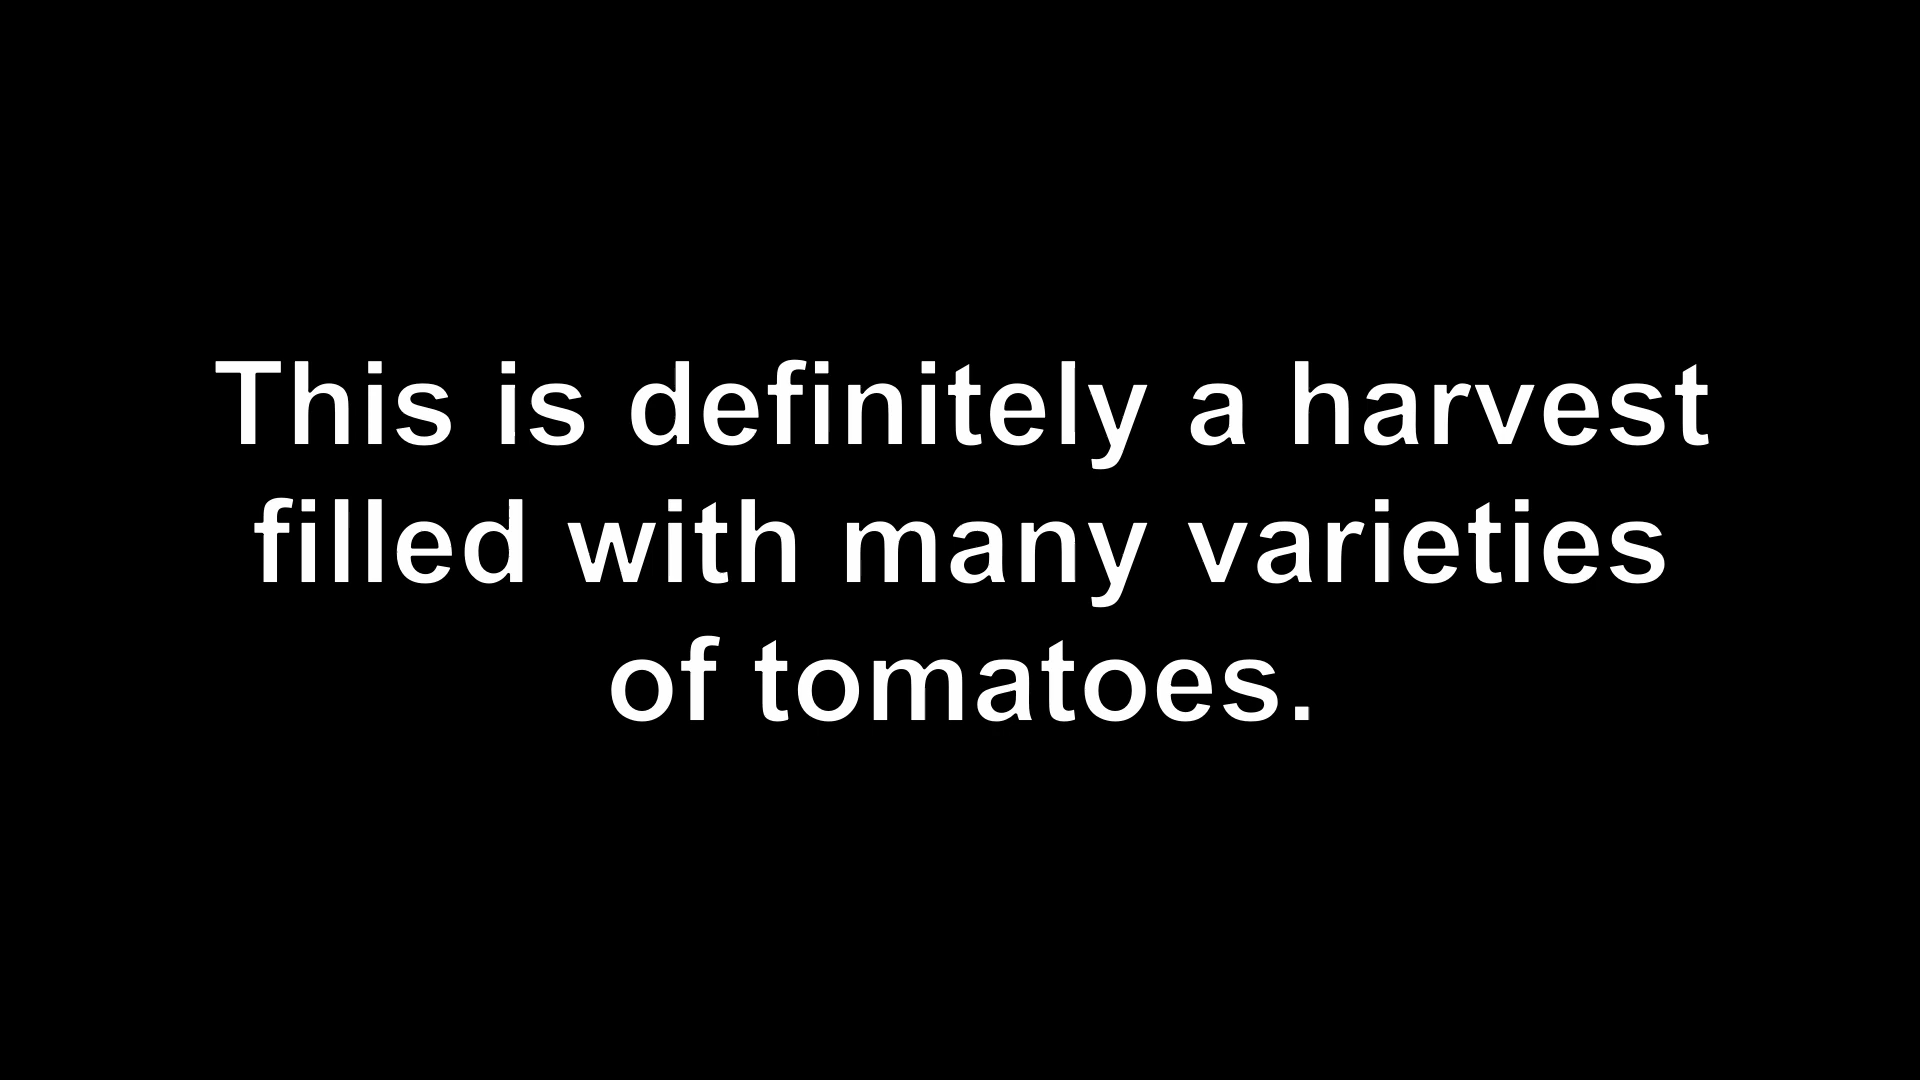 This is definitely a harvest
filled with many varieties
of tomatoes.